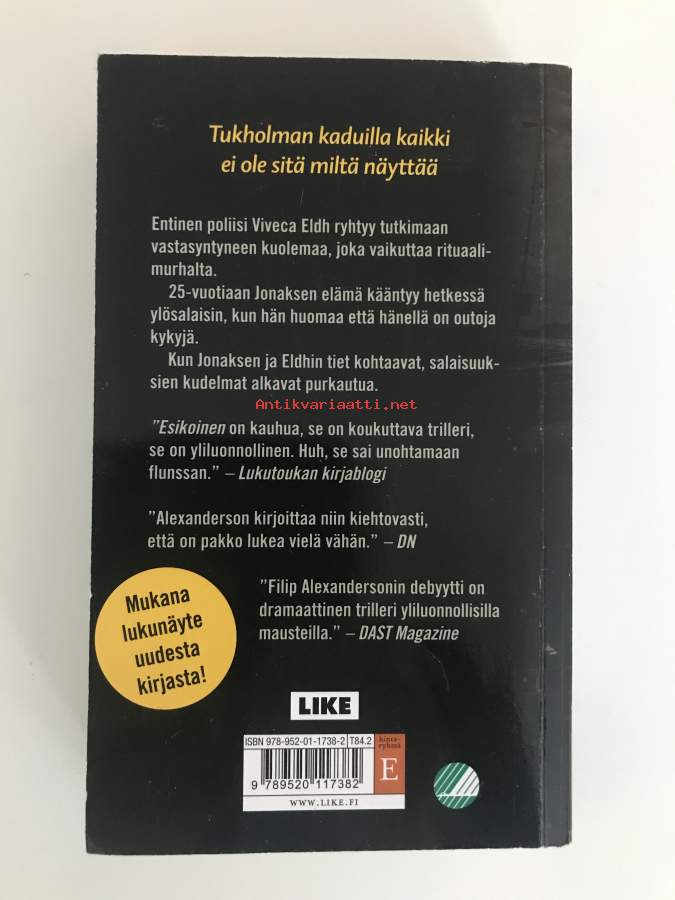 Tukholman kaduilla kaikki
ei ole sitä miltä näyttää
Entinen poliisi Viveca Eldh ryhtyy tutkimaan
vastasyntyneen kuolemaa, joka vaikuttaa rituaali-
murhalta.
25-vuotiaan Jonaksen elämä kääntyy hetkessä
ylösalaisin, kun hän huomaa että hänellä on outoja
kykyjä.
Kun Jonaksen ja Eldhin tiet kohtaavat, salaisuuk-
sien kudelmat alkavat purkautua.
Antikvariaatti.net
”Esikoinen on kauhua, se on koukuttava trilleri,
se on yliluonnollinen. Huh, se sai unohtamaan
flunssan.” – Lukutoukan kirjablogi
”Alexanderson kirjoittaa niin kiehtovasti,
että on pakko lukea vielä vähän.” – DN
”Filip Alexandersonin debyytti on
dramaattinen trilleri yliluonnollisilla
mausteilla.” – DAST Magazine
Mukana
lukunäyte
uudesta
kirjasta!
LIKE
ISBN 978-952-01-1738-2 T84.2
hinta-
ryhmä
E
9 789520 117382
WWW.LIKE.FI